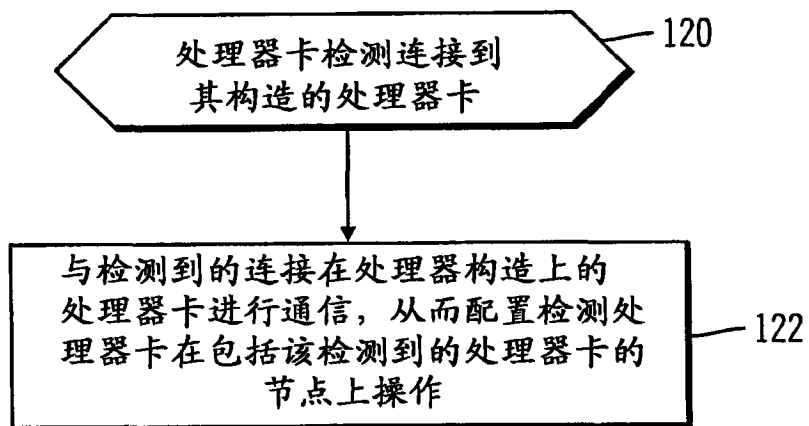 处理器卡检测连接到
其构造的处理器卡
120
与检测到的连接在处理器构造上的
处理器卡进行通信，从而配置检测处
理器卡在包括该检测到的处理器卡的
节点上操作
122